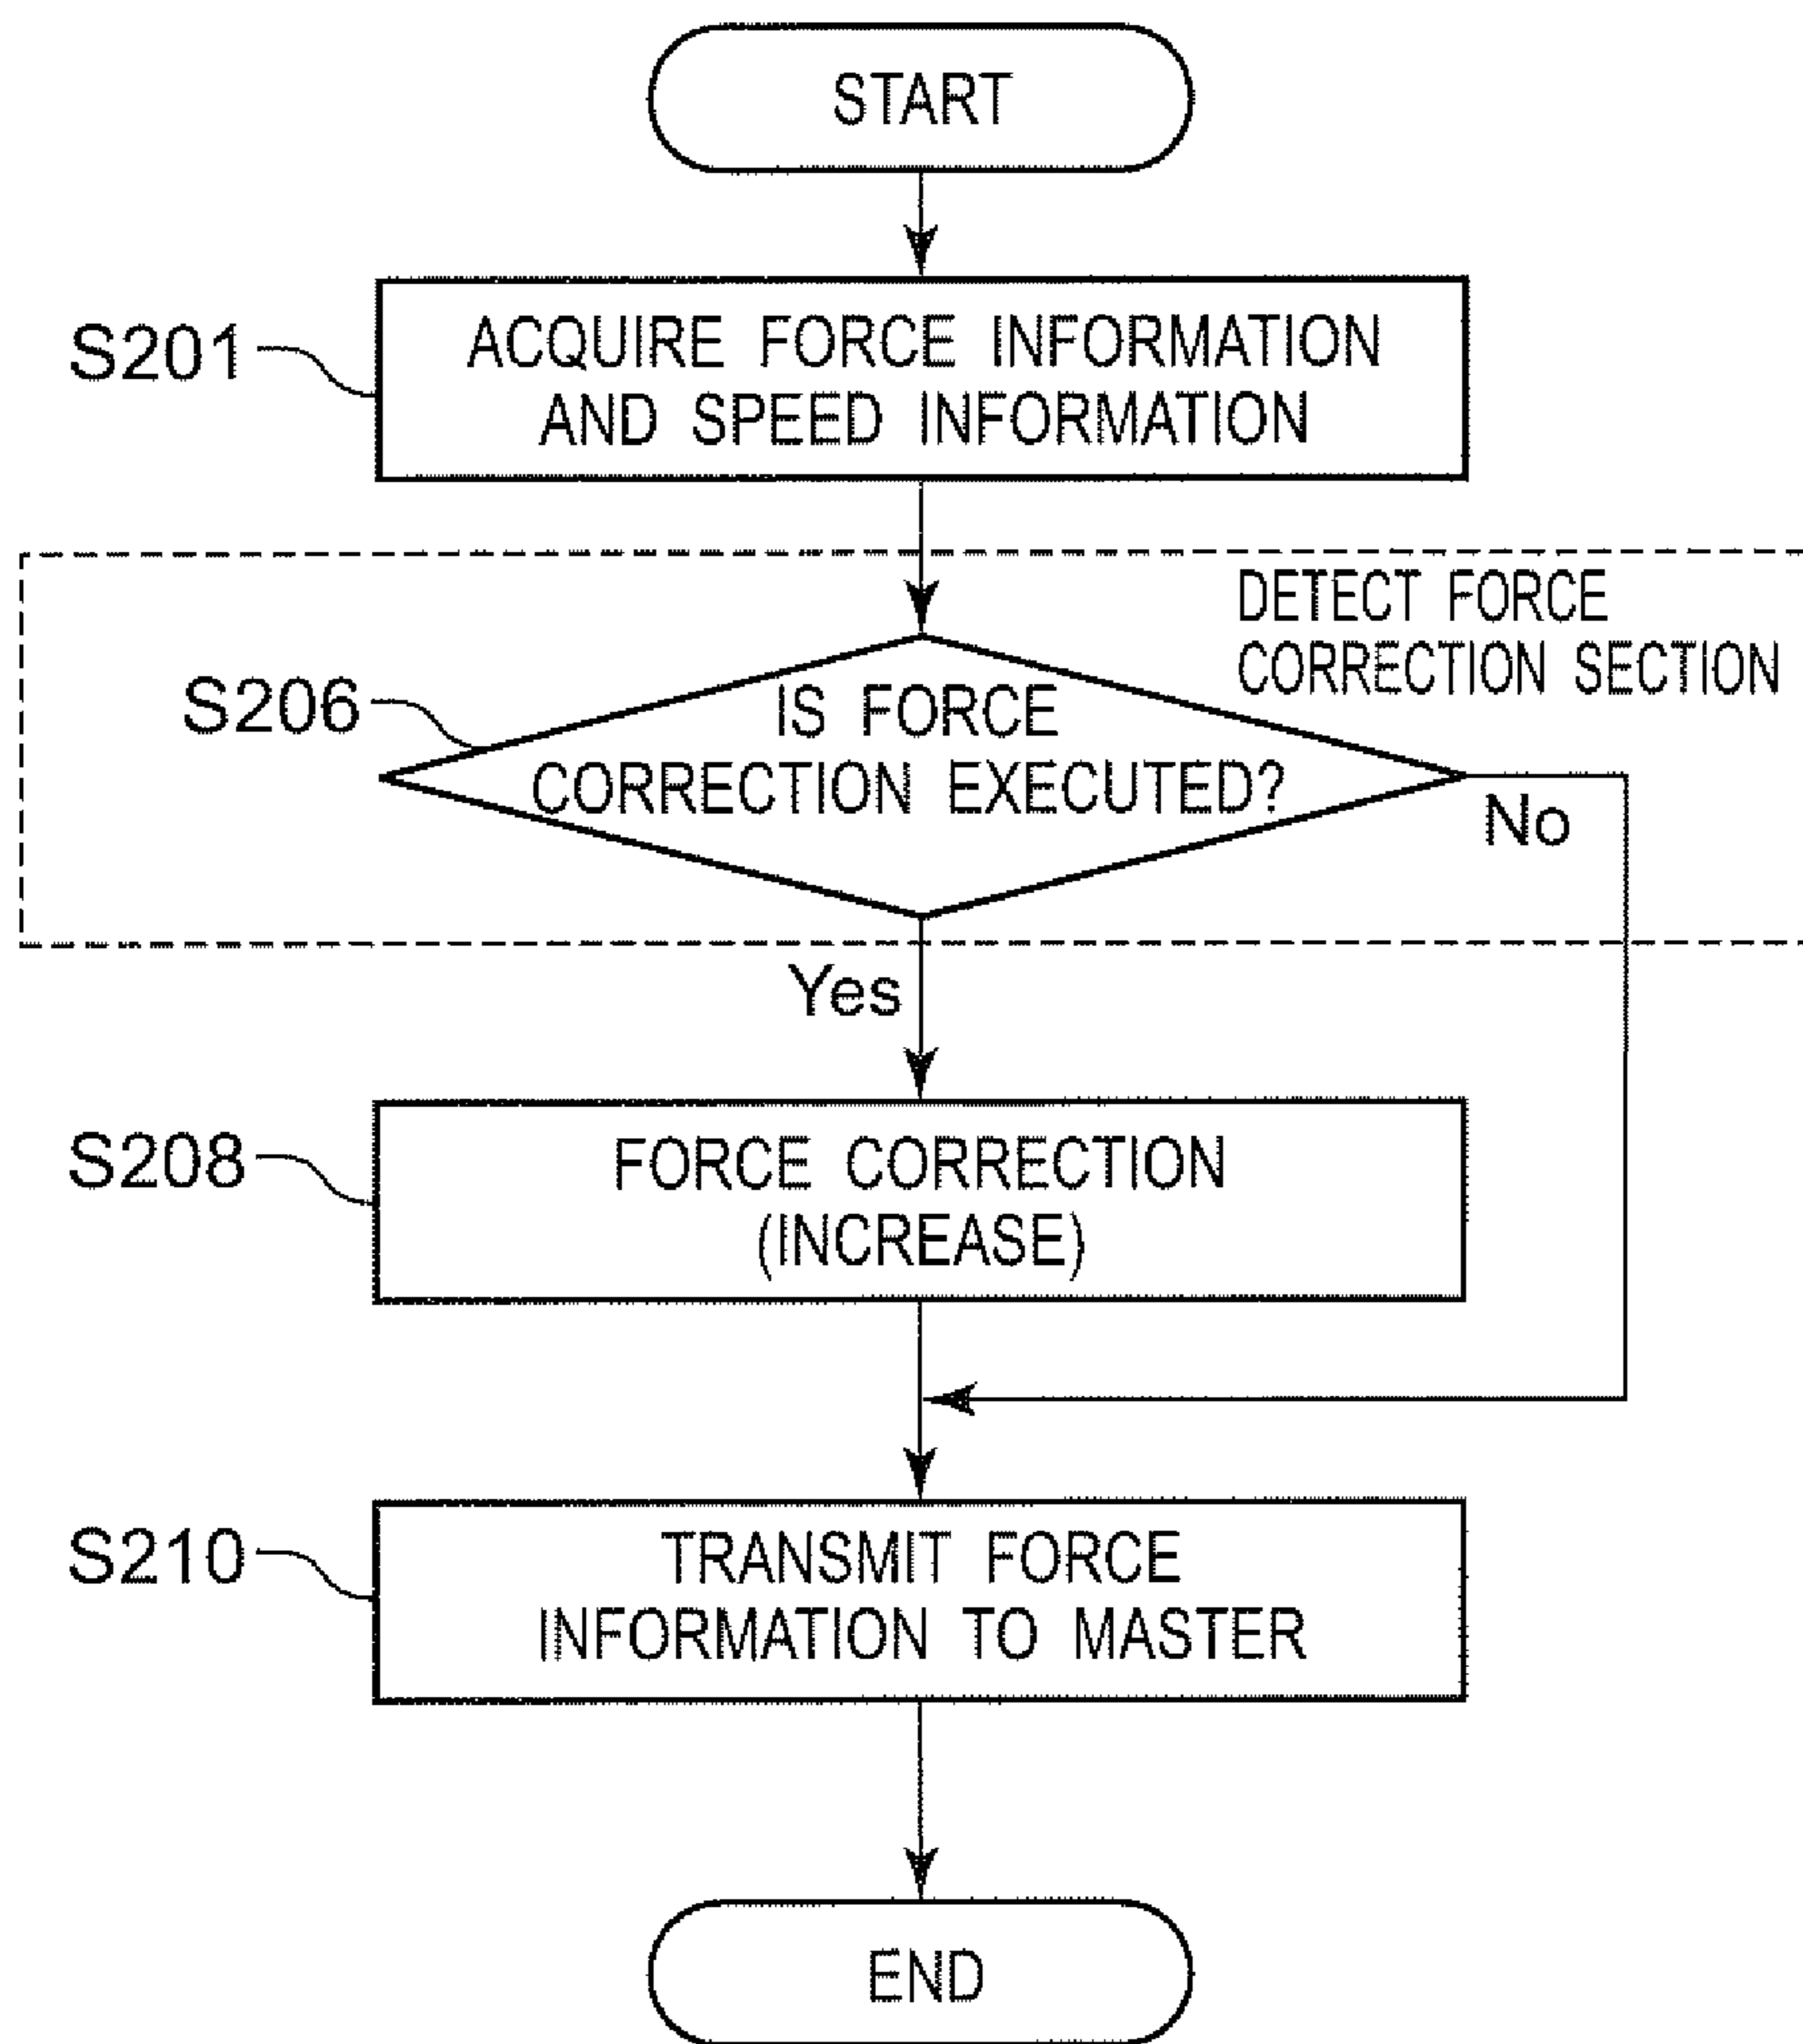 START
S201
ACQUIRE FORCE INFORMATION
AND SPEED INFORMATION
DETECT FORCE
CORRECTION SECTION
S206
IS FORCE
CORRECTION EXECUTED?
No
Yes
S208
FORCE CORRECTION
(INCREASE)
S210
TRANSMIT FORCE
INFORMATION TO MASTER
END